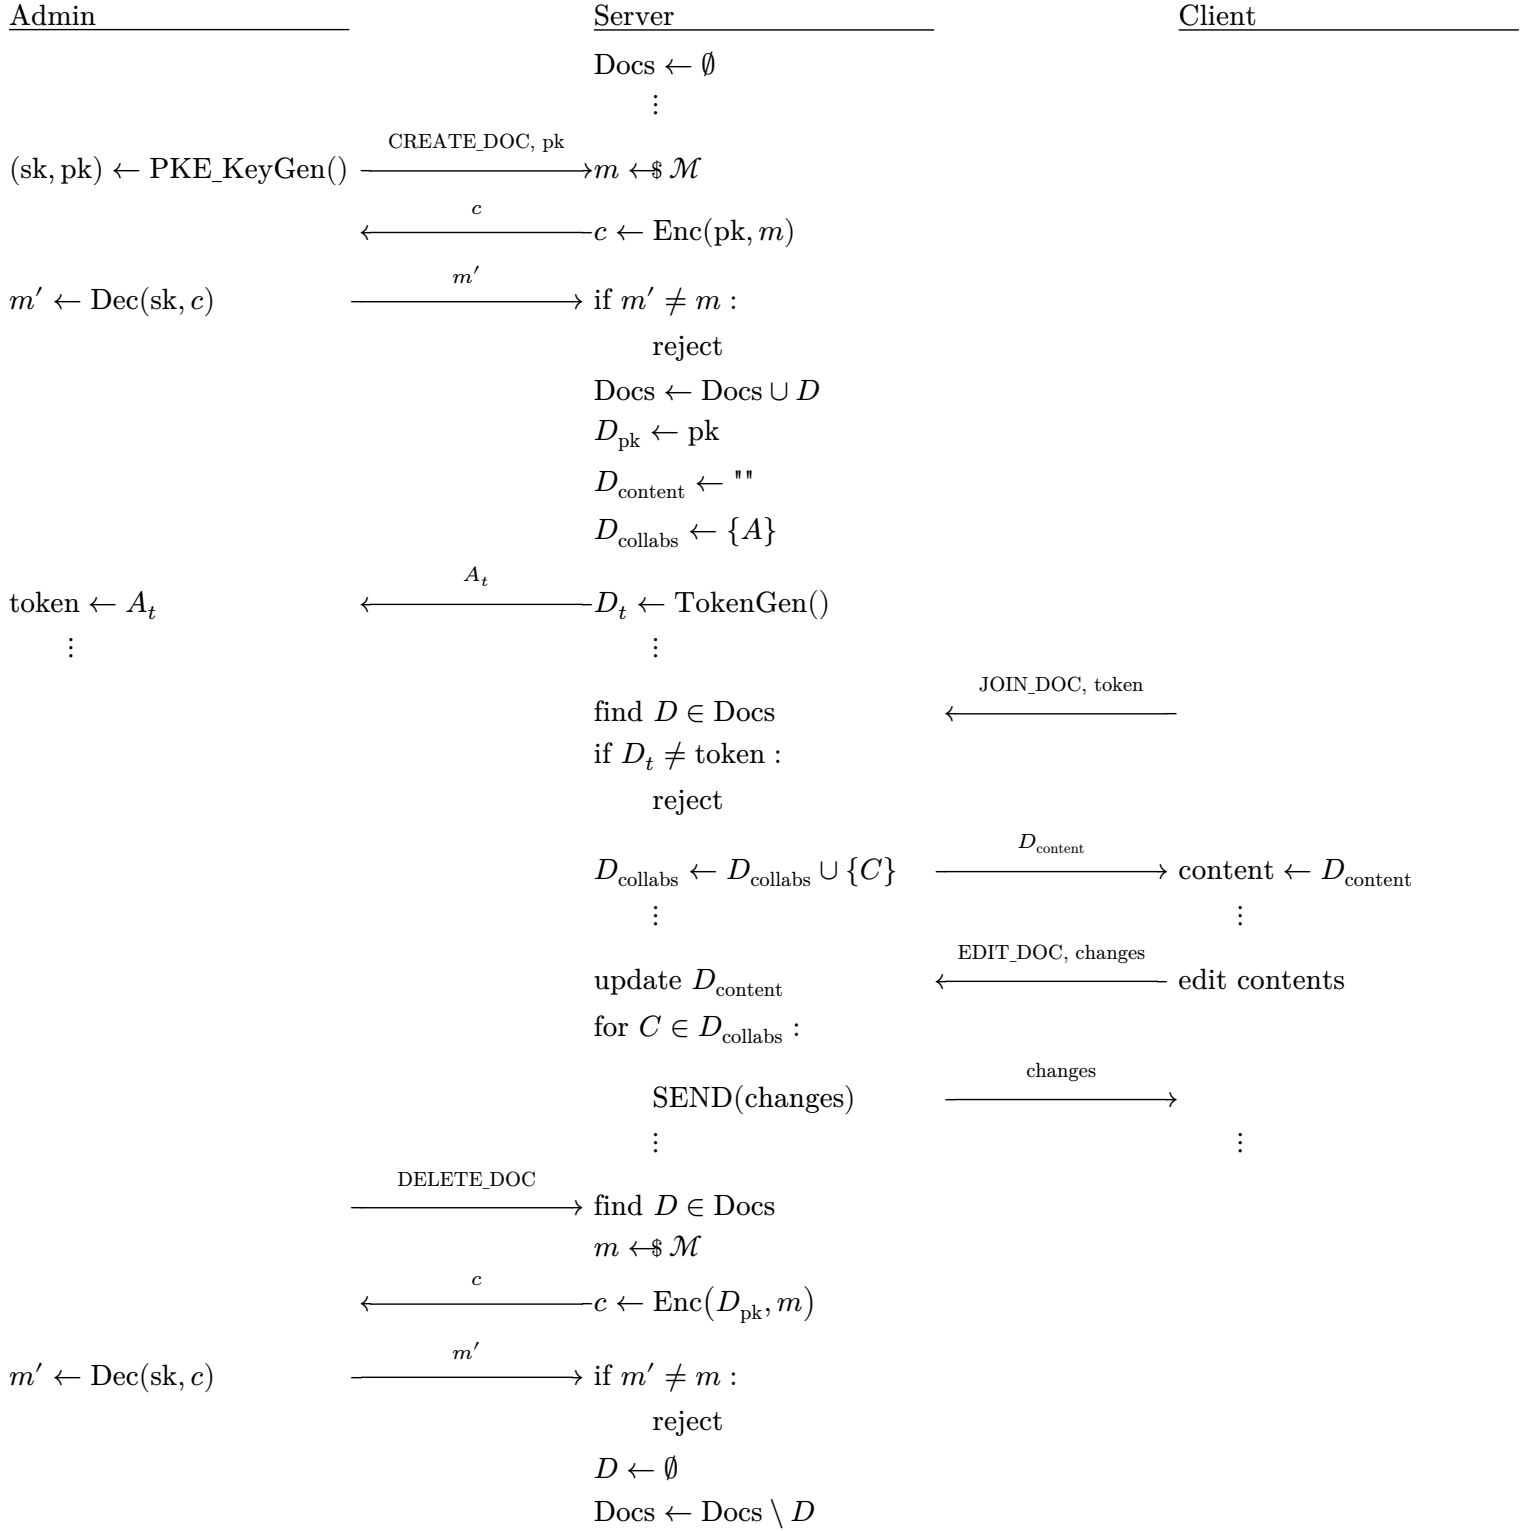 Admin Server Client
Docs ← ∅
⋮
CREATE_DOC, pk
(sk, pk) ← PKE_KeyGen() m ←$ ℳ
c
c ← Enc(pk, m)
m′
m′ ← Dec(sk, c) if m′ ≠ m :
reject
Docs ← Docs ∪ D
D_pk ← pk
D_content ← ""
D_collabs ← {A}
A_t
token ← A_t D_t ← TokenGen()
⋮ ⋮
JOIN_DOC, token
find D ∈ Docs
if D_t ≠ token :
reject
D_content
D_collabs ← D_collabs ∪ {C} content ← D_content
⋮ ⋮
EDIT_DOC, changes
update D_content edit contents
for C ∈ D_collabs :
changes
SEND(changes)
⋮ ⋮
DELETE_DOC
find D ∈ Docs
m ←$ ℳ
c
c ← Enc(D_pk, m)
m′
m′ ← Dec(sk, c) if m′ ≠ m :
reject
D ← ∅
Docs ← Docs \ D